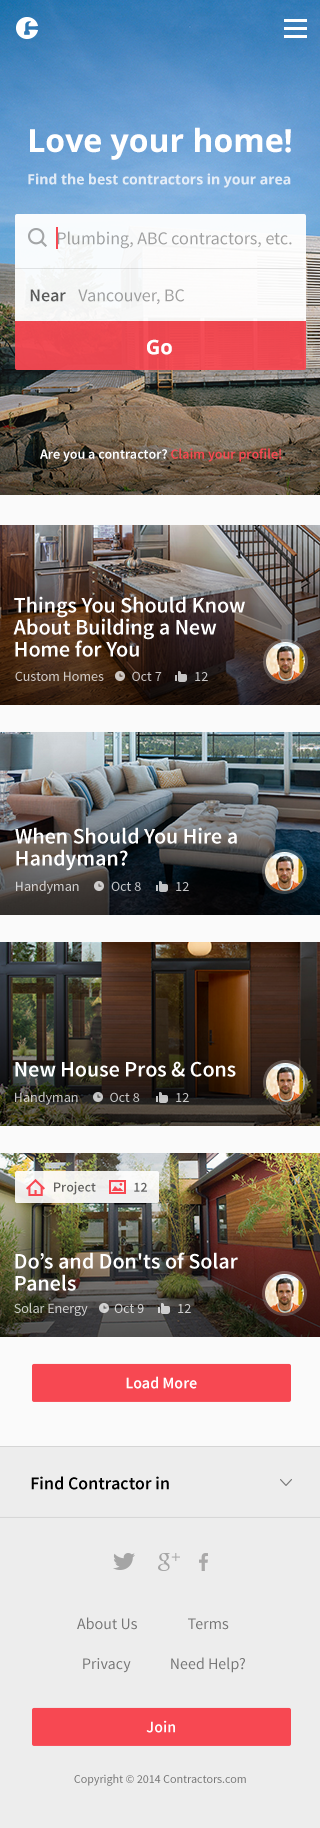 Love your home!
Find the best contractors in your area
Plumbing, ABC contractors, etc.
Near Vancouver, BC
Go
Are you a contractor? Claim your profile!
Things You Should Know
About Building a New
Home for You
Custom Homes Oct 7 12
When Should You Hire a
Handyman?
Handyman Oct 8 12
New House Pros & Cons
Handyman Oct 8 12
Project 12
Do’s and Don'ts of Solar
Panels
Solar Energy Oct 9 12
Load More
Find Contractor in
g+ f
About Us Terms
Privacy Need Help?
Join
Copyright © 2014 Contractors.com